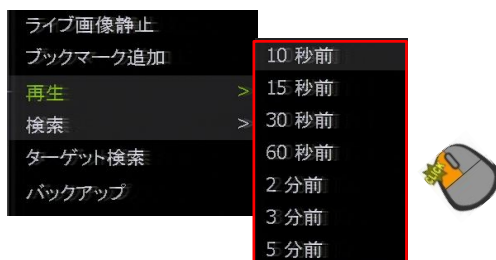 ライブ画像静止
ブックマーク追加
再生 >
検索 >
ターゲット検索
バックアップ
10 秒前
15 秒前
30 秒前
60 秒前
2 分前
3 分前
5 分前